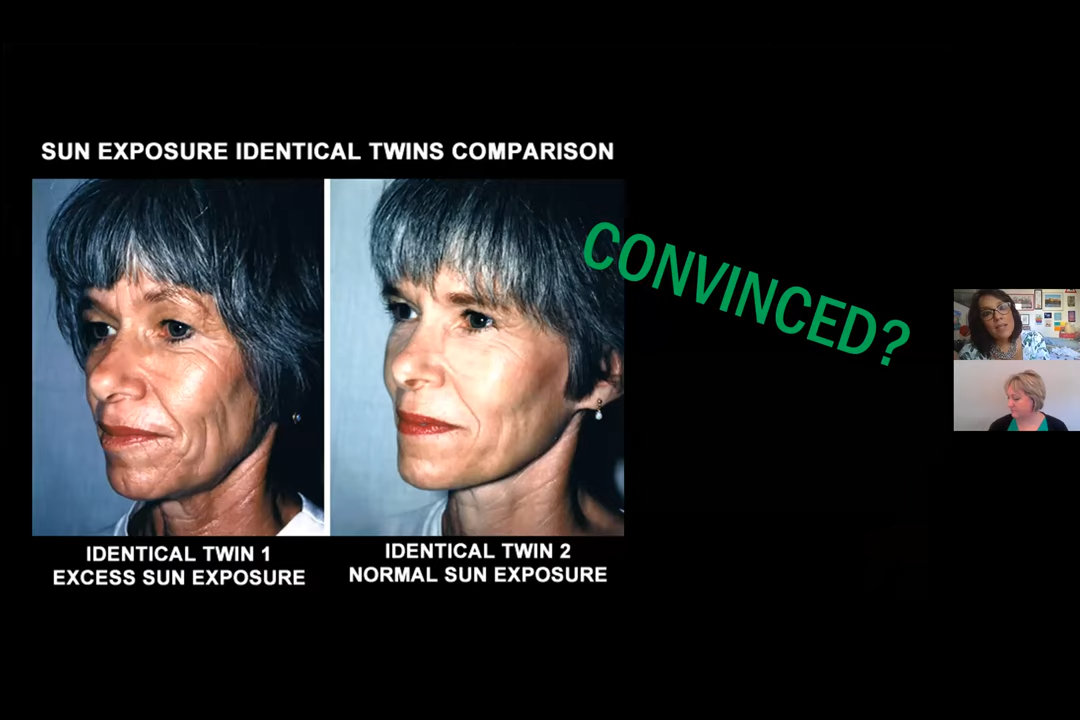 SUN EXPOSURE IDENTICAL TWINS COMPARISON
CONVINCED?
IDENTICAL TWIN 1
EXCESS SUN EXPOSURE
IDENTICAL TWIN 2
NORMAL SUN EXPOSURE